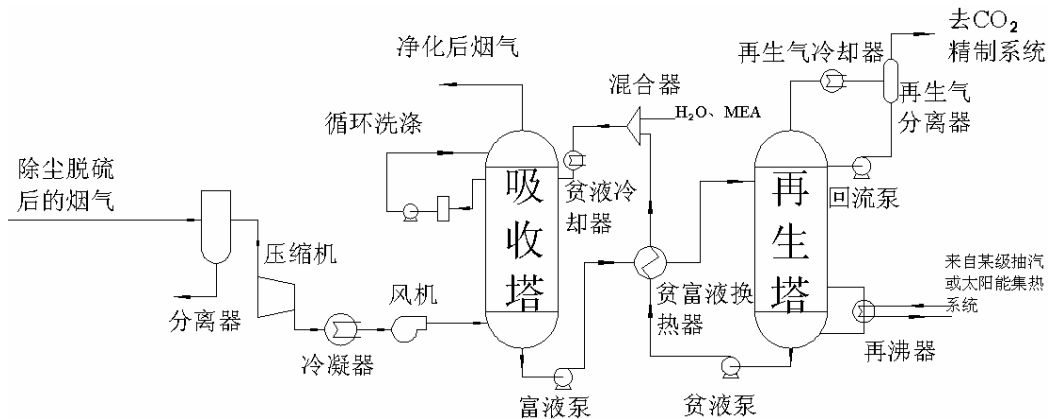 净化后烟气
再生气冷却器
去CO2
精制系统
混合器
H2O、MEA
再生气
分离器
循环洗涤
除尘脱硫
后的烟气
吸收塔
贫液冷
却器
再生塔
回流泵
压缩机
风机
贫富液换
热器
来自某级抽汽
或太阳能集热
系统
分离器
冷凝器
再沸器
富液泵
贫液泵